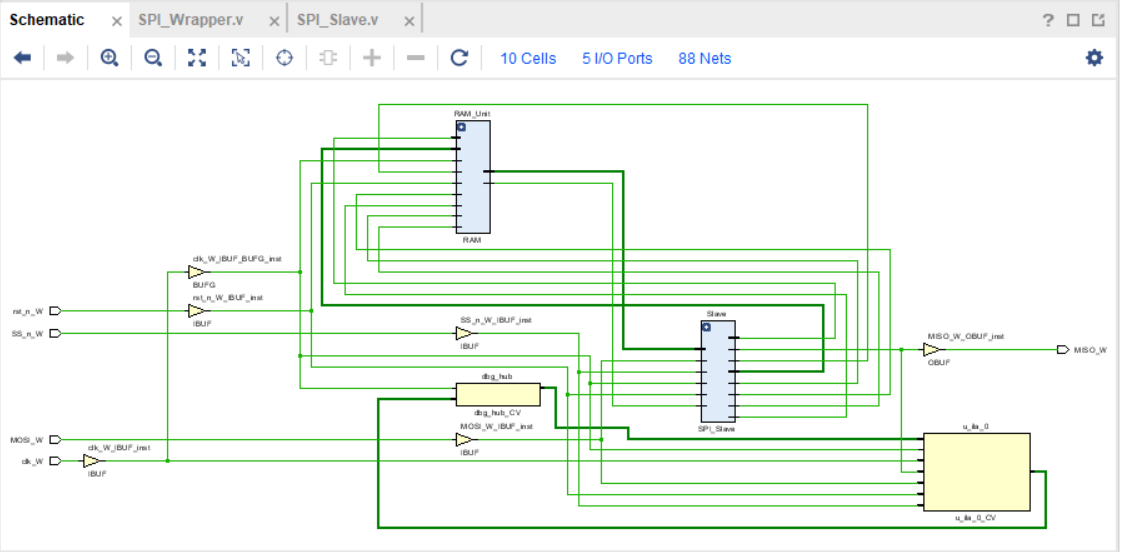 Schematic × SPI_Wrapper.v × SPI_Slave.v ×
?
10 Cells 5 I/O Ports 88 Nets
RAM_Unit
RAM
clk_W_IBUF_BUFG_inst
BUFG
rst_n_W_IBUF_inst
IBUF
rst_n_W
SS_n_W
SS_n_W_IBUF_inst
IBUF
Slave
SPI_Slave
MISO_W_OBUF_inst
OBUF
MISO_W
dbg_hub
dbg_hub_CV
MOSI_W_IBUF_inst
IBUF
MOSI_W
clk_W
clk_W_IBUF_inst
IBUF
u_ila_0
u_ila_0_CV